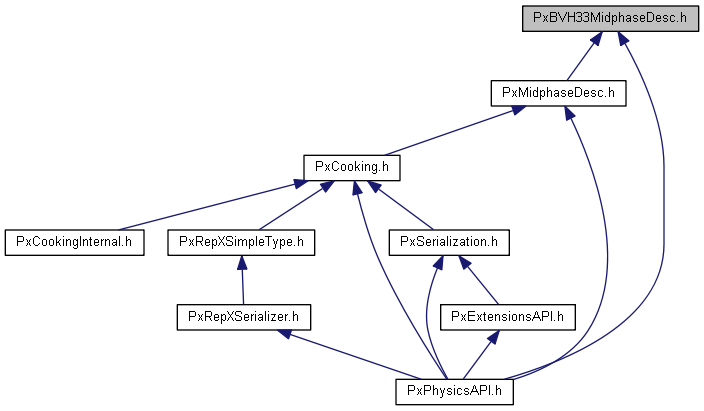 PxBVH33MidphaseDesc.h
PxMidphaseDesc.h
PxCooking.h
PxCookingInternal.h
PxRepXSimpleType.h
PxSerialization.h
PxRepXSerializer.h
PxExtensionsAPI.h
PxPhysicsAPI.h